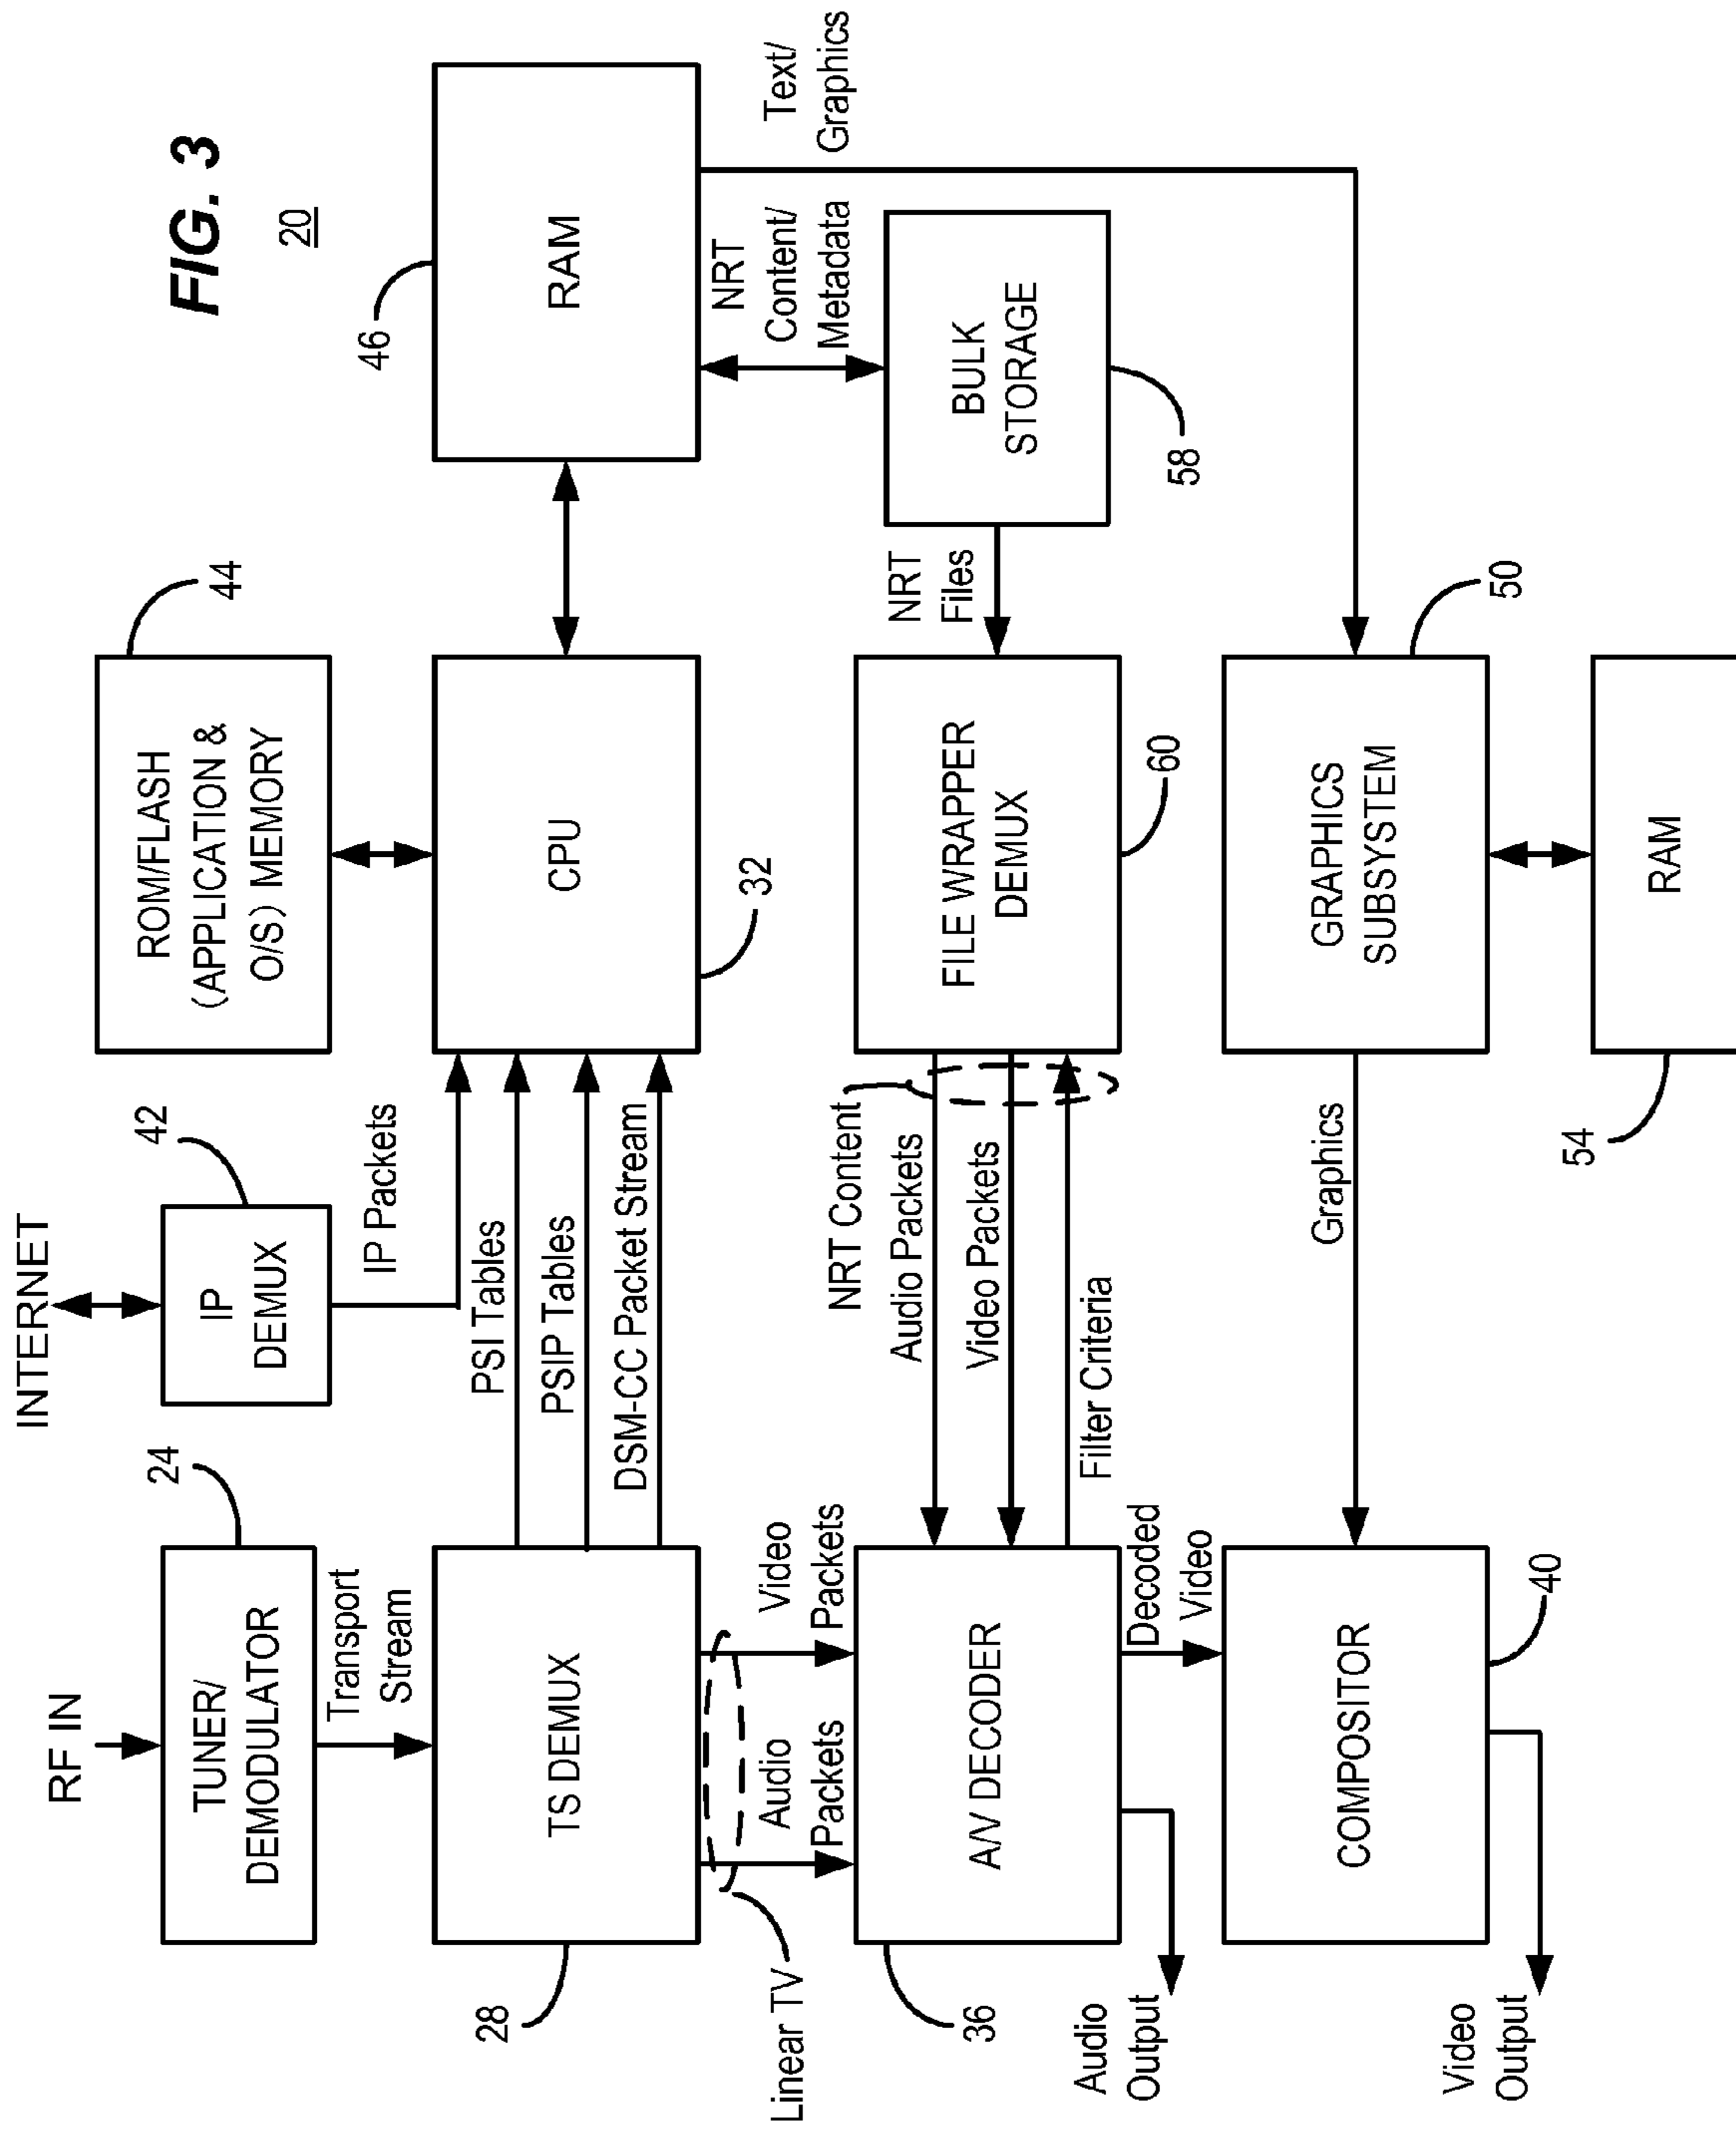 FIG. 3
20
RF IN
INTERNET
TUNER/
DEMODULATOR
24
IP
DEMUX
42
ROM/FLASH
(APPLICATION &
O/S) MEMORY
44
Transport
Stream
IP Packets
TS DEMUX
28
PSI Tables
PSIP Tables
DSM-CC Packet Stream
CPU
32
RAM
46
Linear TV
Audio
Packets
Video
Packets
NRT
Content/
Metadata
Text/
Graphics
A/V DECODER
36
NRT Content
Audio Packets
Video Packets
Filter Criteria
FILE WRAPPER
DEMUX
60
NRT
Files
BULK
STORAGE
58
Audio
Output
Decoded
Video
COMPOSITOR
40
Graphics
GRAPHICS
SUBSYSTEM
50
Video
Output
RAM
54